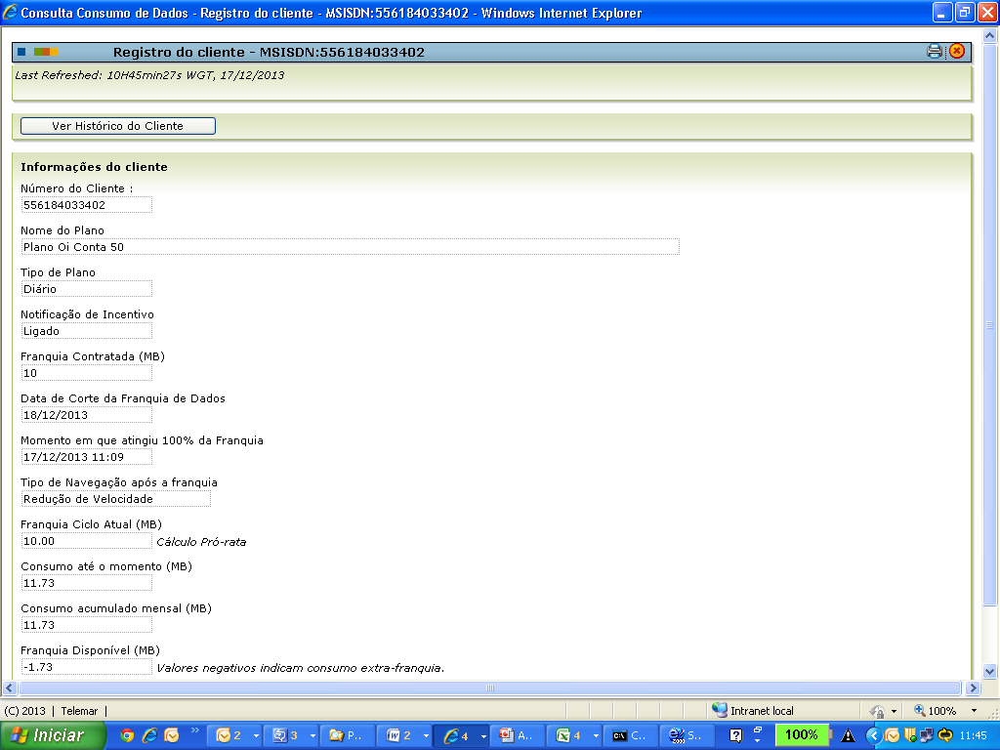 Consulta Consumo de Dados - Registro do cliente - MSISDN:556184033402 - Windows Internet Explorer
Registro do cliente - MSISDN:556184033402
Last Refreshed: 10H45min27s WGT, 17/12/2013
Ver Histórico do Cliente
Informações do cliente
Número do Cliente :
556184033402
Nome do Plano
Plano Oi Conta 50
Tipo de Plano
Diário
Notificação de Incentivo
Ligado
Franquia Contratada (MB)
10
Data de Corte da Franquia de Dados
18/12/2013
Momento em que atingiu 100% da Franquia
17/12/2013 11:09
Tipo de Navegação após a franquia
Redução de Velocidade
Franquia Ciclo Atual (MB)
10.00 Cálculo Pró-rata
Consumo até o momento (MB)
11.73
Consumo acumulado mensal (MB)
11.73
Franquia Disponível (MB)
-1.73 Valores negativos indicam consumo extra-franquia.
(C) 2013 | Telemar | Intranet local 100%
Iniciar 2 3 P.. 2 4 A.. 4 C.. S.. 100% 11:45